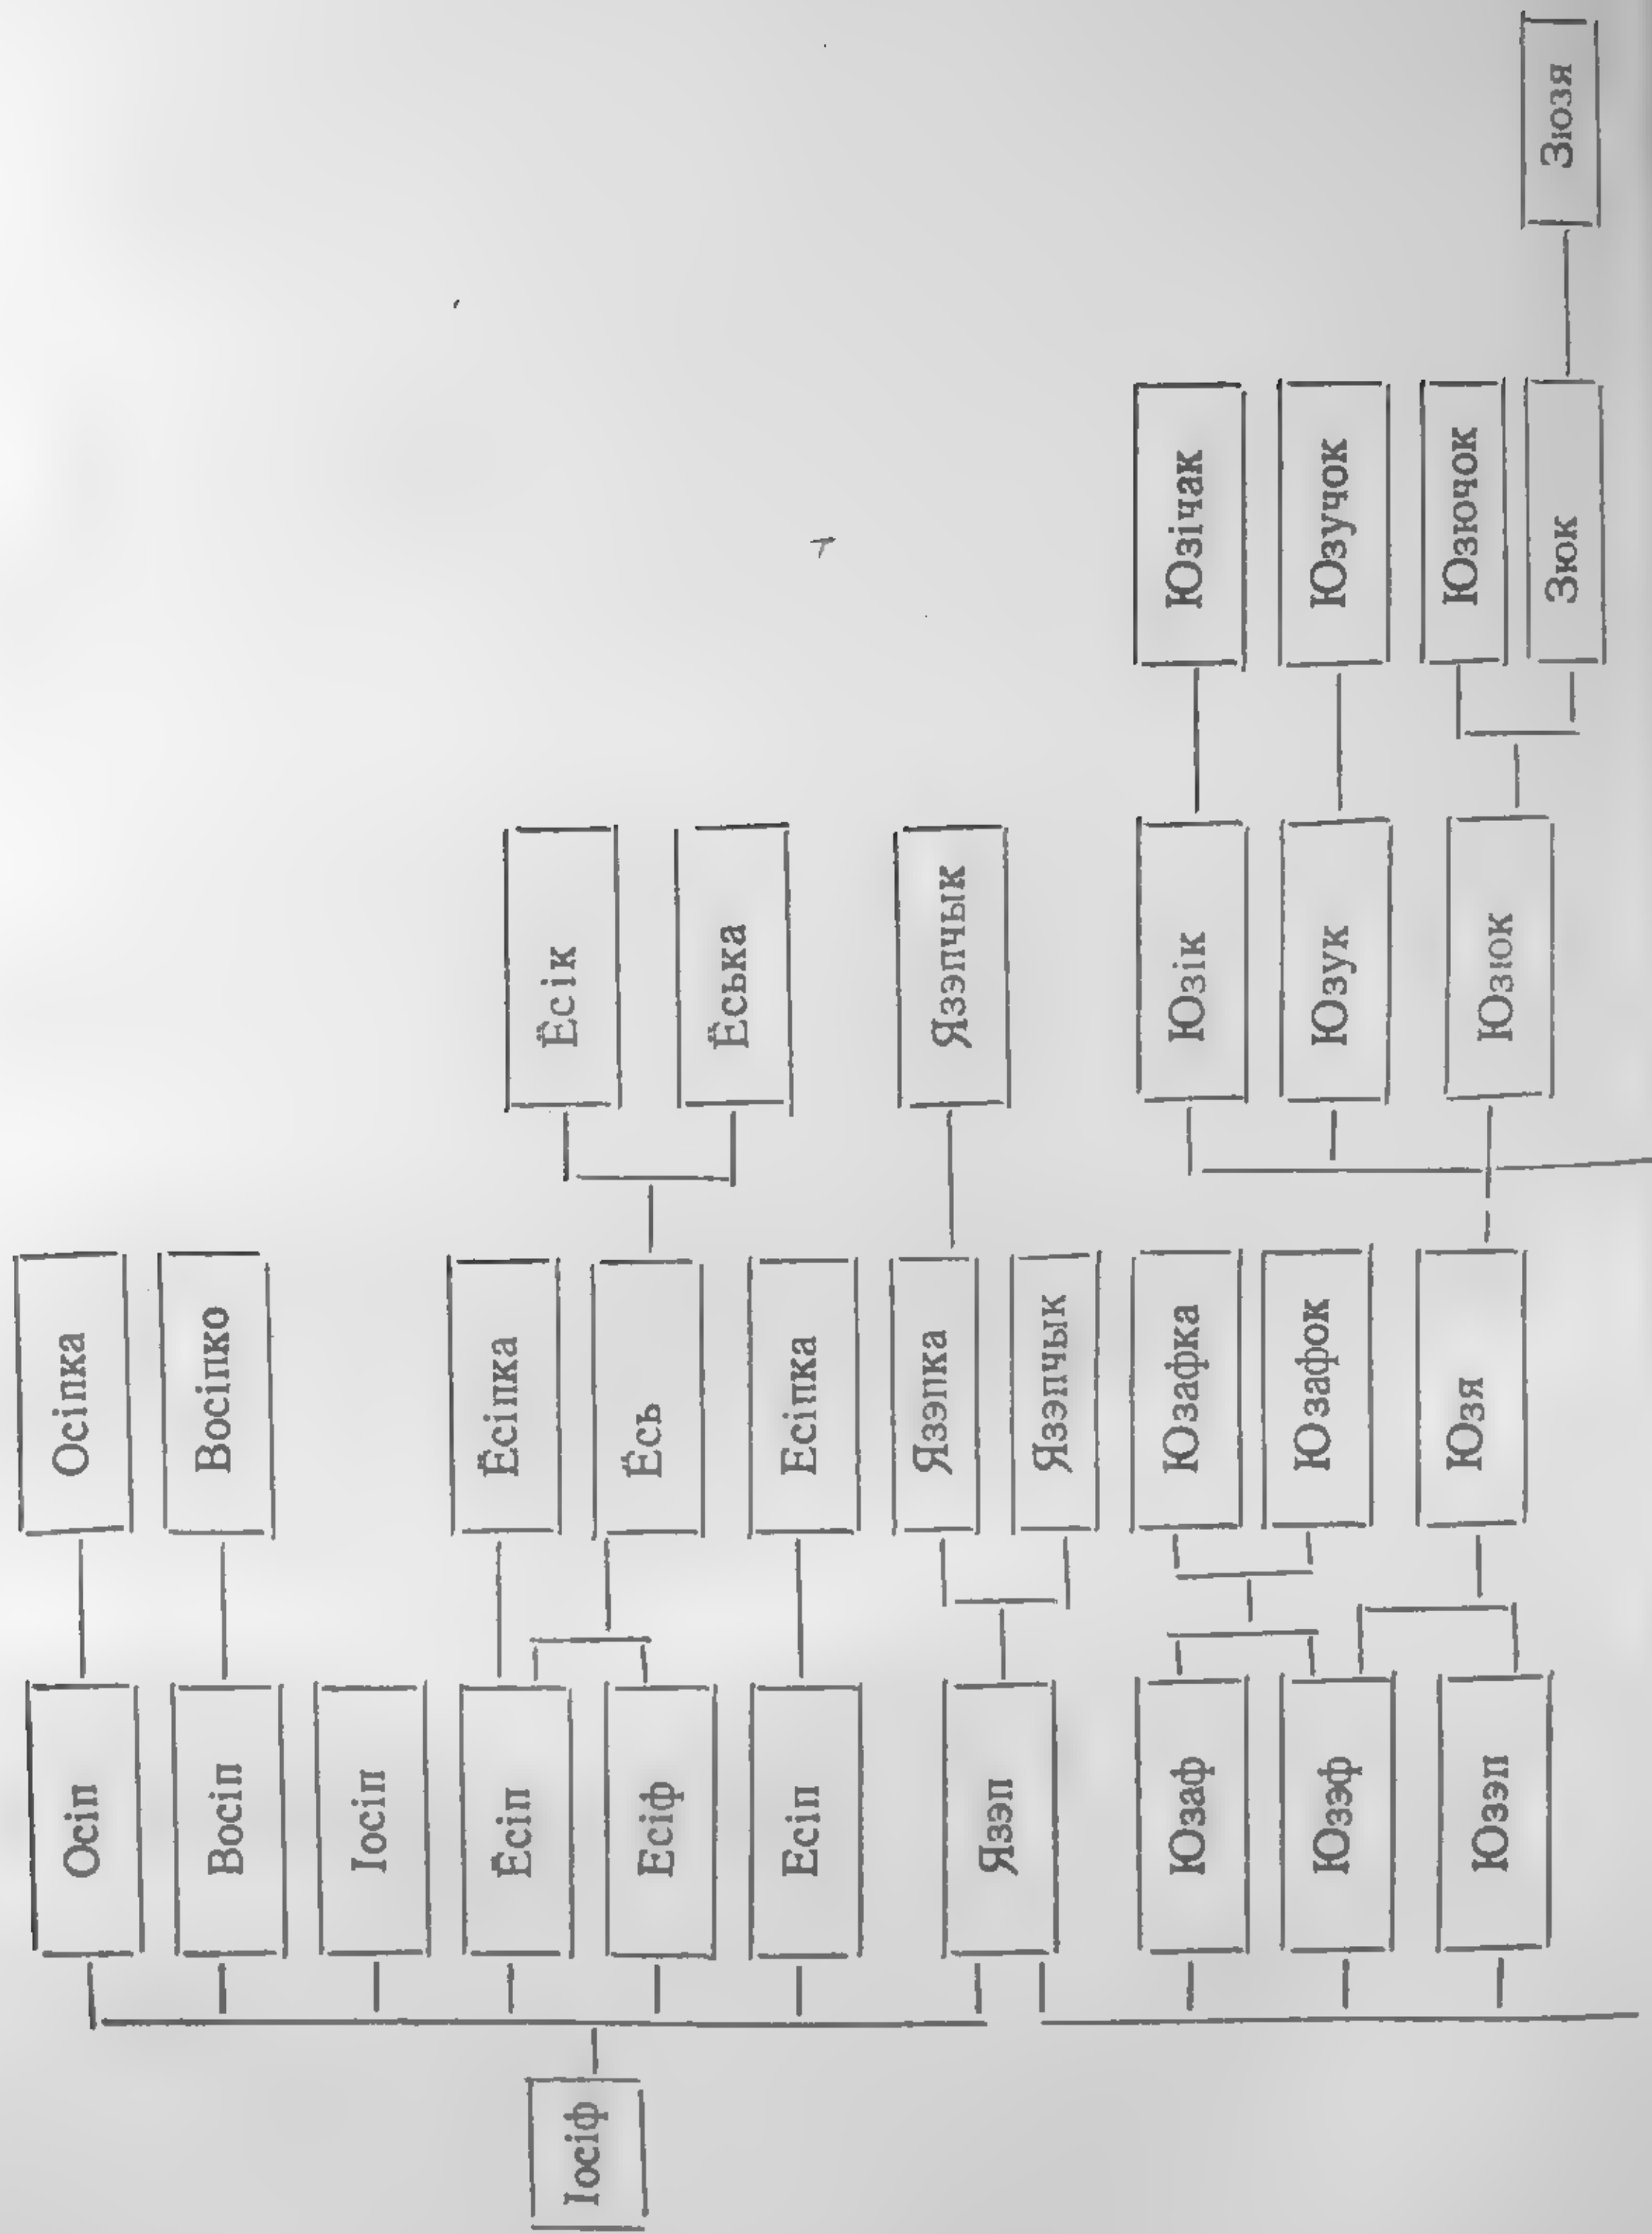 Іосіф
Осіп
Восіп
Іосіп
Ёсіп
Есіф
Есіп
Язэп
Юзаф
Юзэф
Юзэп
Осіпка
Восіпко
Ёсіпка
Ёсь
Есіпка
Язэпка
Язэпчык
Юзафка
Юзафок
Юзя
Ёсік
Ёська
Язэпчык
Юзік
Юзук
Юзюк
Юзічак
Юзучок
Юзючок
Зюк
Зюзя